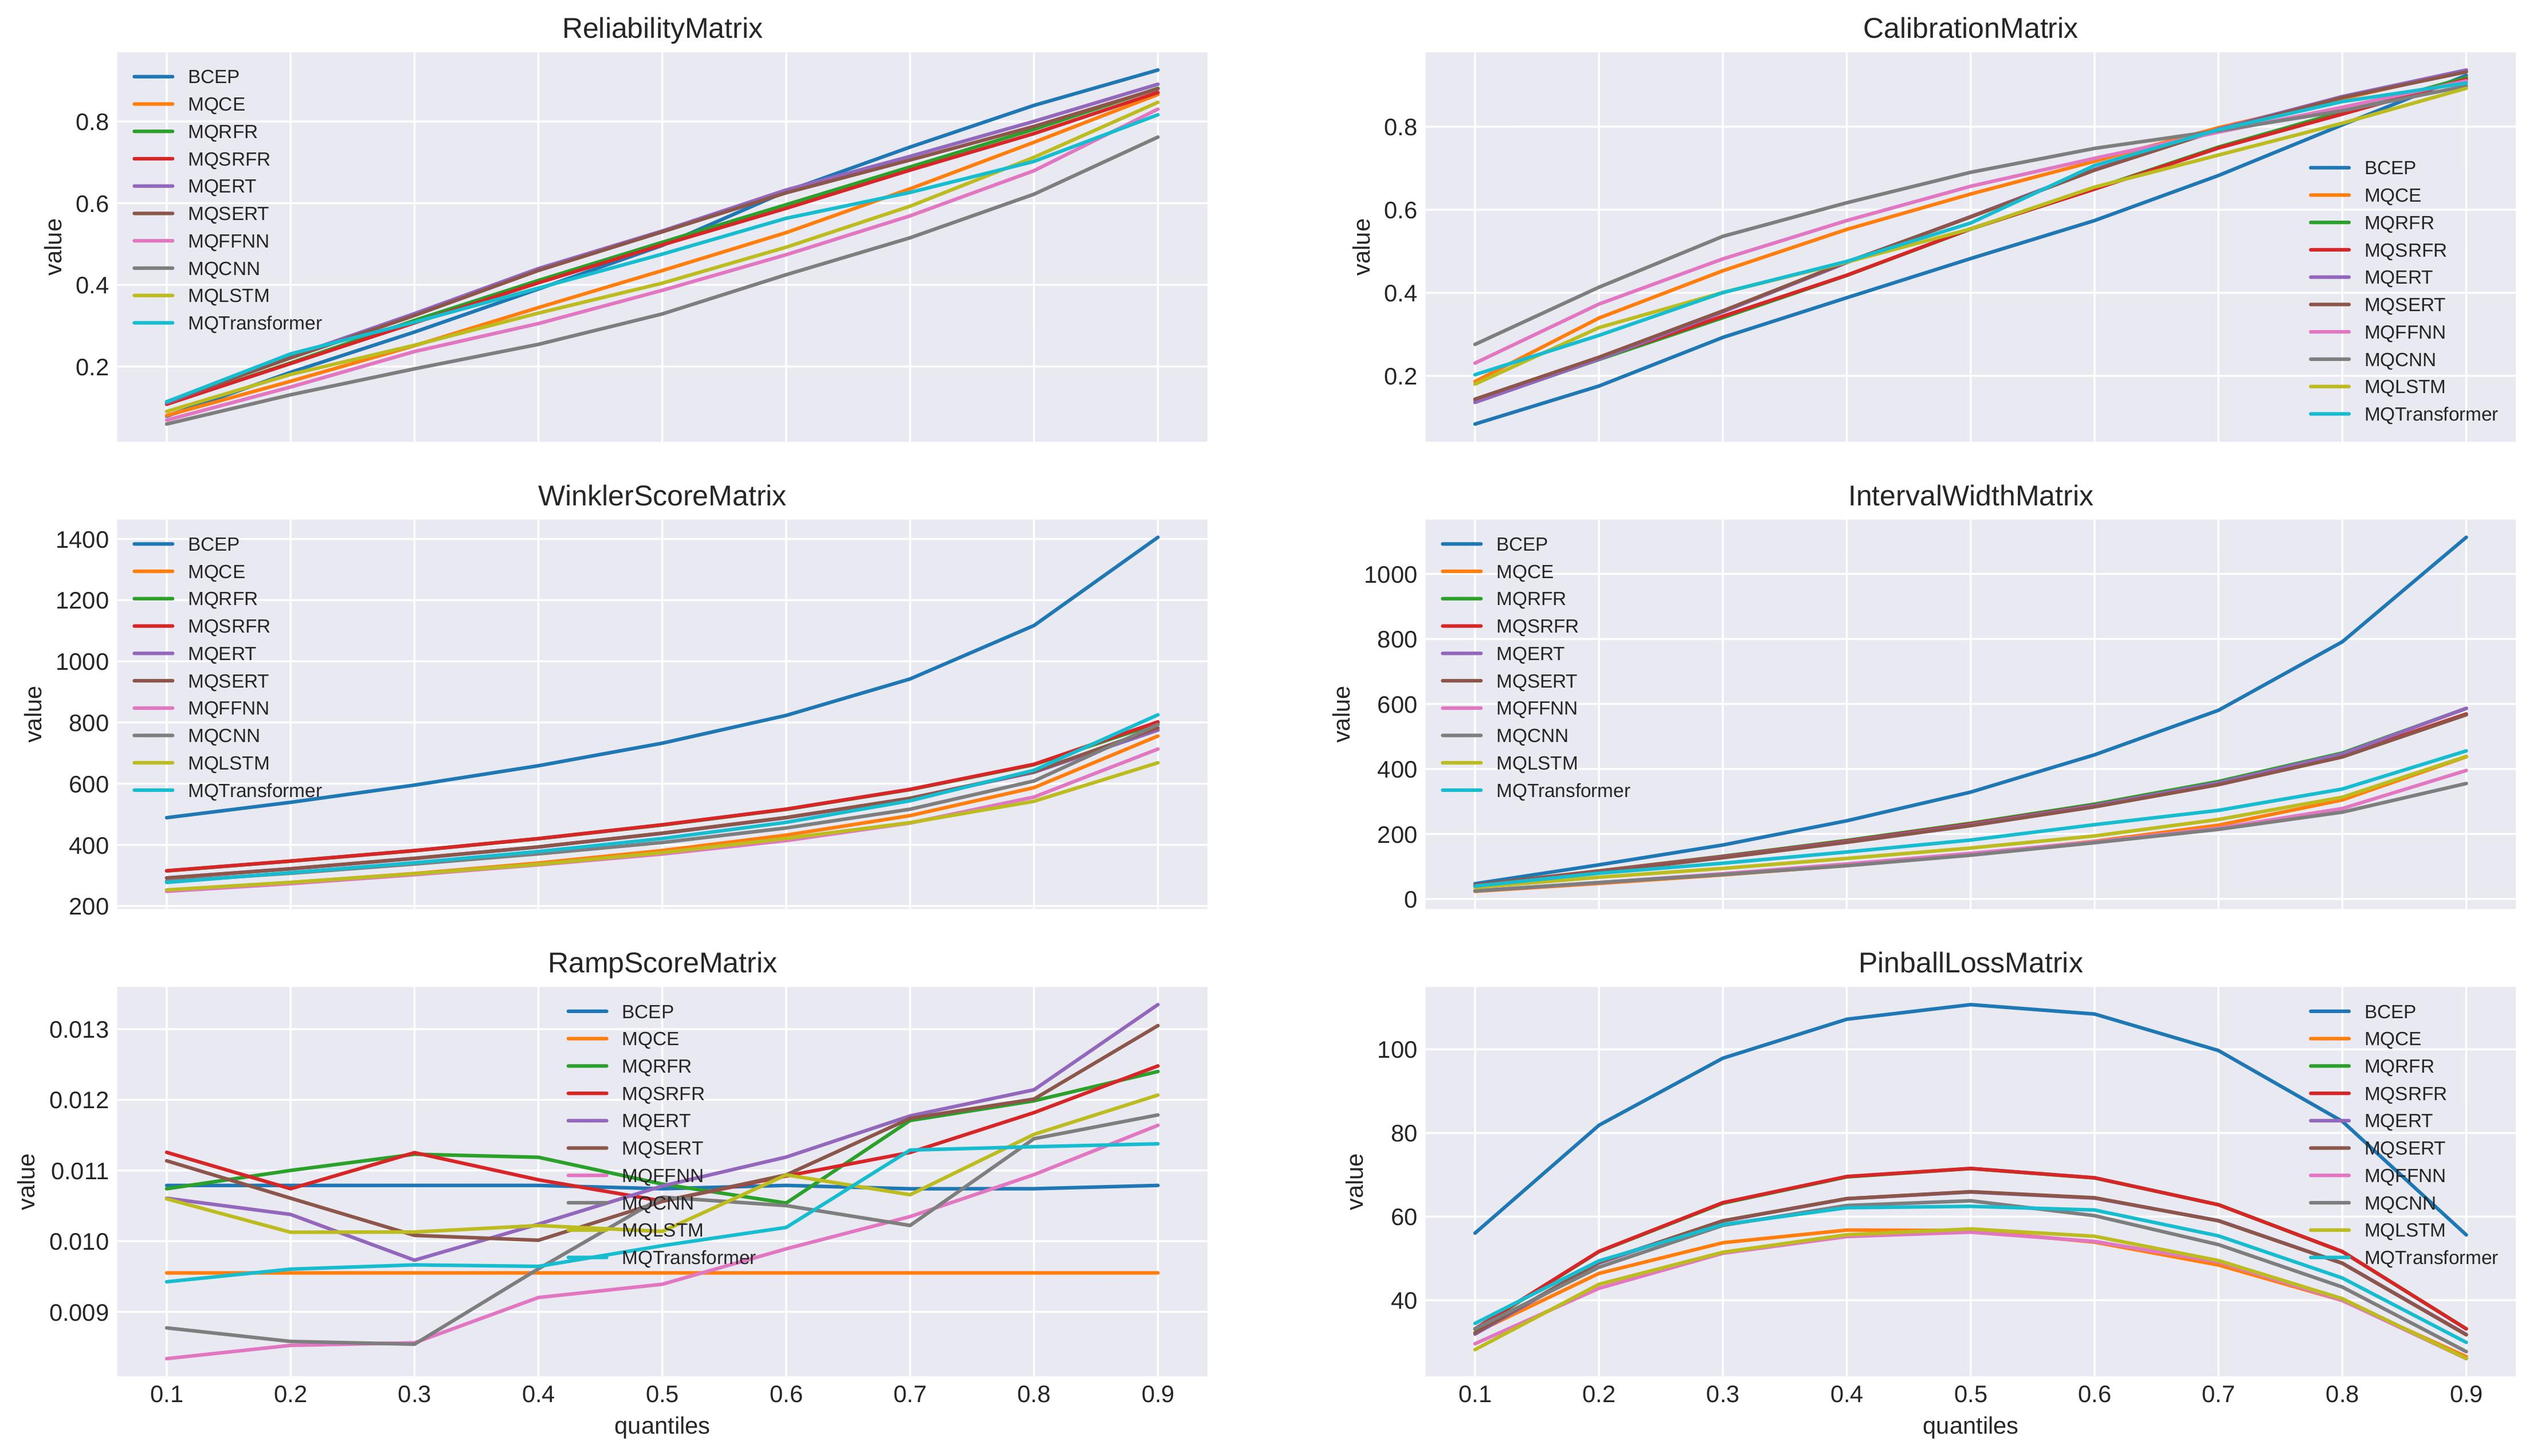 ReliabilityMatrix
value
0.8
0.6
0.4
0.2
BCEP
MQCE
MQRFR
MQSRFR
MQERT
MQSERT
MQFFNN
MQCNN
MQLSTM
MQTransformer
CalibrationMatrix
value
0.8
0.6
0.4
0.2
BCEP
MQCE
MQRFR
MQSRFR
MQERT
MQSERT
MQFFNN
MQCNN
MQLSTM
MQTransformer
WinklerScoreMatrix
value
1400
1200
1000
800
600
400
200
BCEP
MQCE
MQRFR
MQSRFR
MQERT
MQSERT
MQFFNN
MQCNN
MQLSTM
MQTransformer
IntervalWidthMatrix
value
1000
800
600
400
200
0
BCEP
MQCE
MQRFR
MQSRFR
MQERT
MQSERT
MQFFNN
MQCNN
MQLSTM
MQTransformer
RampScoreMatrix
value
0.013
0.012
0.011
0.010
0.009
BCEP
MQCE
MQRFR
MQSRFR
MQERT
MQSERT
MQFFNN
MQCNN
MQLSTM
MQTransformer
0.1 0.2 0.3 0.4 0.5 0.6 0.7 0.8 0.9
quantiles
PinballLossMatrix
value
100
80
60
40
BCEP
MQCE
MQRFR
MQSRFR
MQERT
MQSERT
MQFFNN
MQCNN
MQLSTM
MQTransformer
0.1 0.2 0.3 0.4 0.5 0.6 0.7 0.8 0.9
quantiles